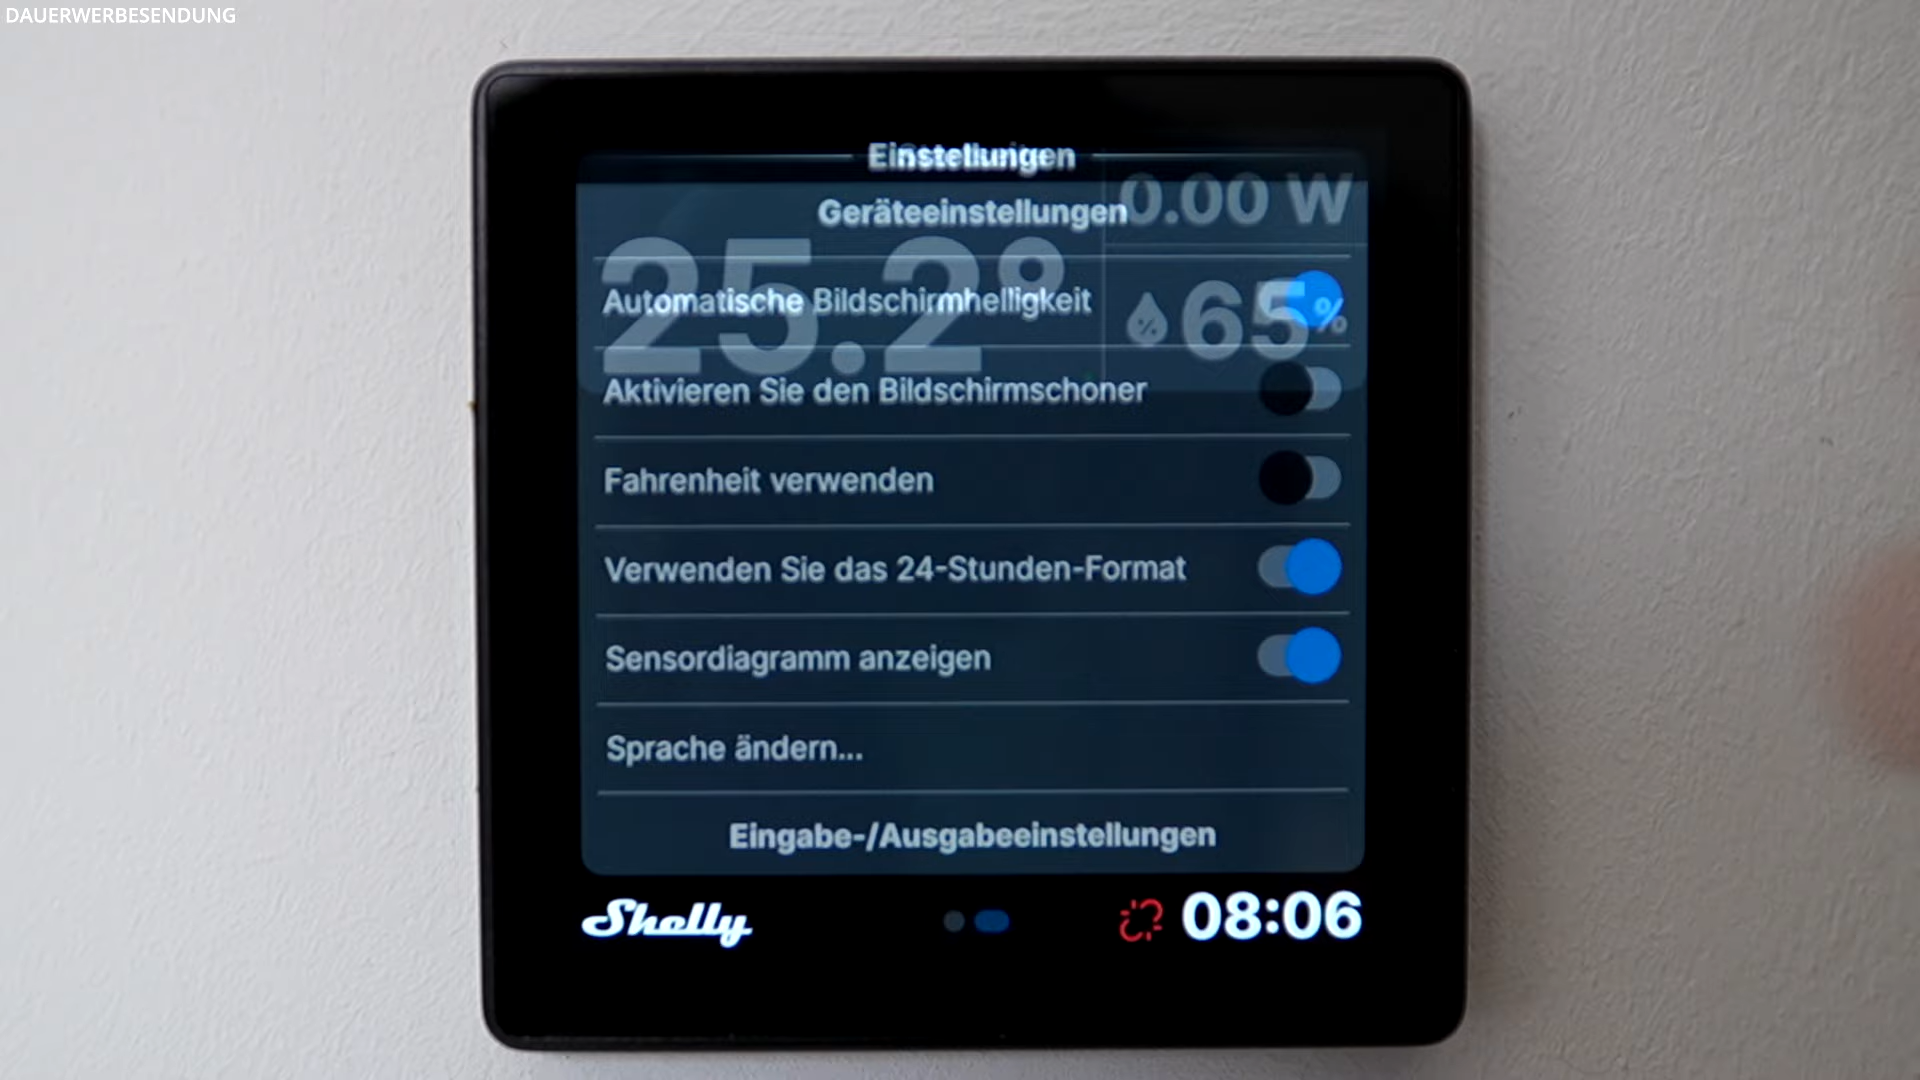 DAUERWERBESENDUNG
Einstellungen
0.00 W
Geräteeinstellungen
25.2°
65%
Automatische Bildschirmhelligkeit
Aktivieren Sie den Bildschirmschoner
Fahrenheit verwenden
Verwenden Sie das 24-Stunden-Format
Sensordiagramm anzeigen
Sprache ändern...
Eingabe-/Ausgabeeinstellungen
Shelly
08:06